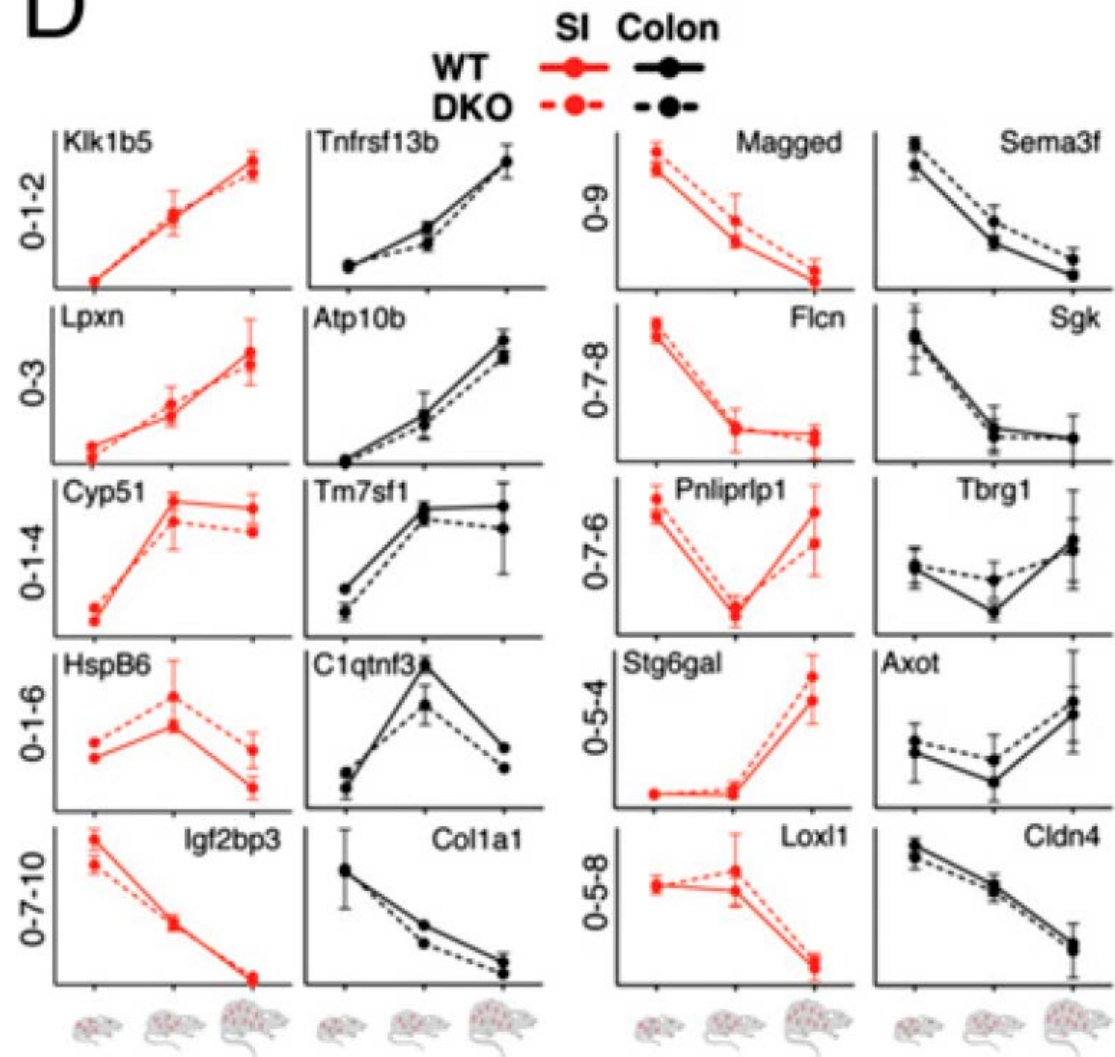 D
SI Colon
WT
DKO
Klk1b5 Tnfrsf13b Magged Sema3f
0-1-2 0-9
Lpxn Atp10b Flcn Sgk
0-3 0-7-8
Cyp51 Tm7sf1 Pnliprlp1 Tbrg1
0-1-4 0-7-6
HspB6 C1qtnf3 Stg6gal Axot
0-1-6 0-5-4
Igf2bp3 Col1a1 Loxl1 Cldn4
0-7-10 0-5-8